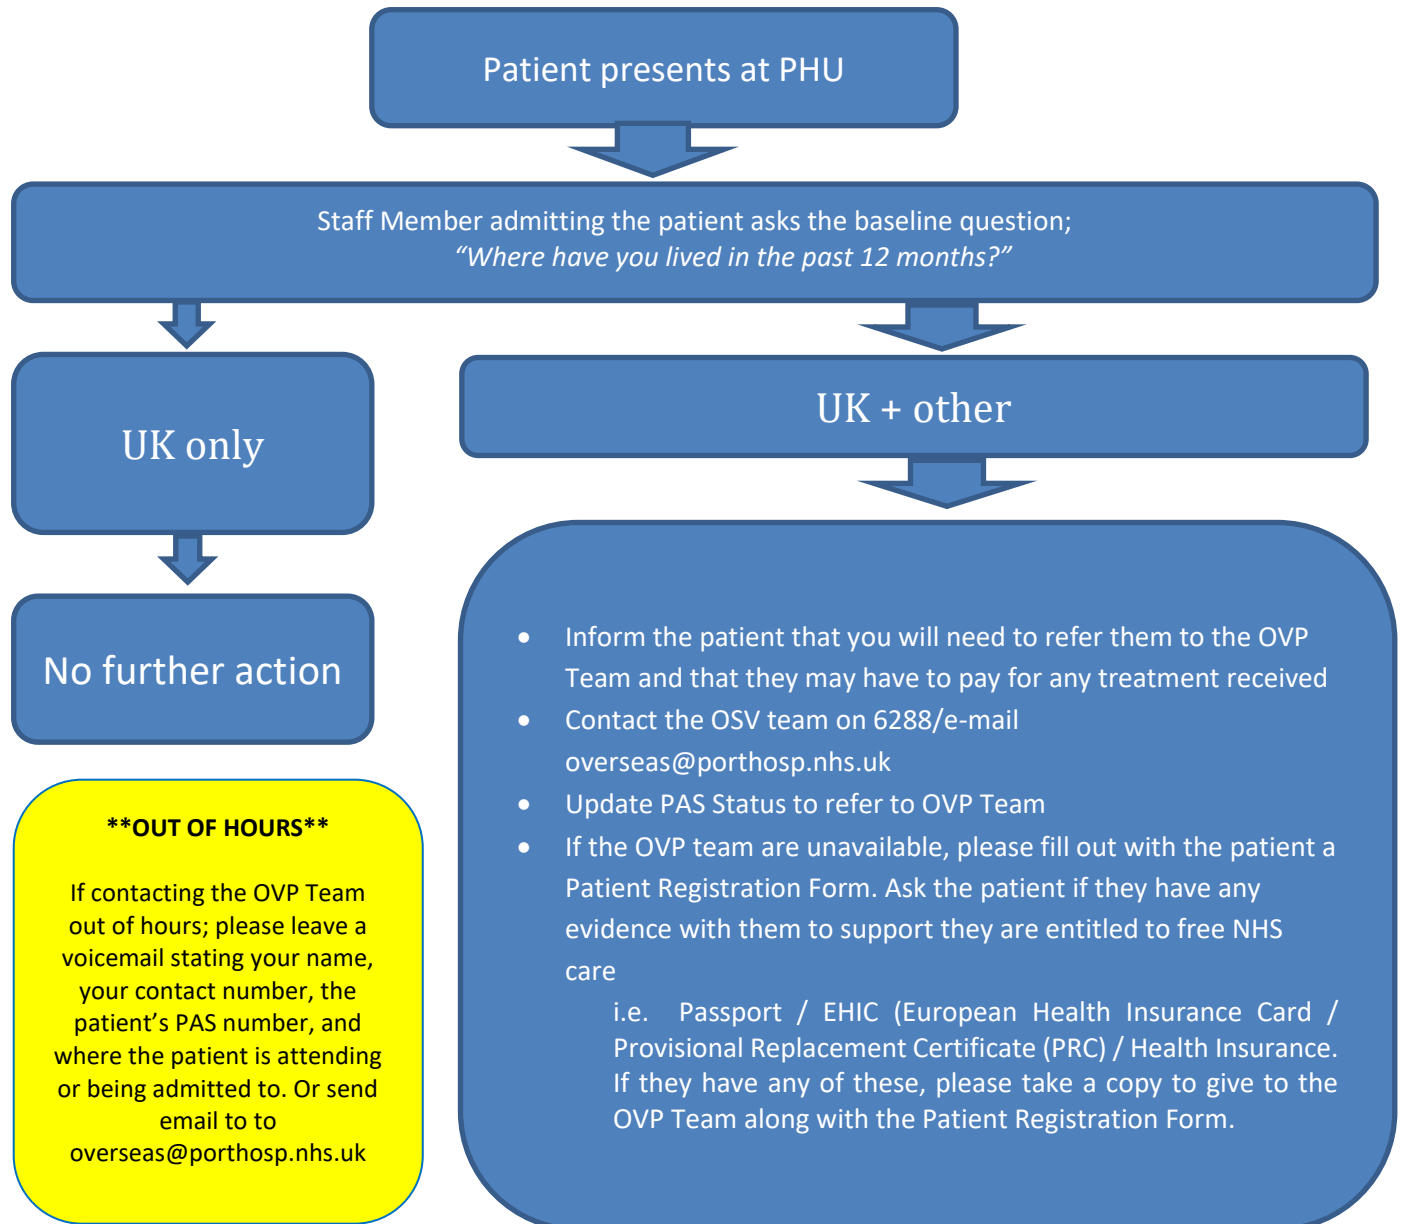 Patient presents at PHU
Staff Member admitting the patient asks the baseline question;
“Where have you lived in the past 12 months?”
UK only
UK + other
No further action
• Inform the patient that you will need to refer them to the OVP
Team and that they may have to pay for any treatment received
• Contact the OSV team on 6288/e-mail
overseas@porthosp.nhs.uk
• Update PAS Status to refer to OVP Team
• If the OVP team are unavailable, please fill out with the patient a
Patient Registration Form. Ask the patient if they have any
evidence with them to support they are entitled to free NHS
care
i.e. Passport / EHIC (European Health Insurance Card /
Provisional Replacement Certificate (PRC) / Health Insurance.
If they have any of these, please take a copy to give to the
OVP Team along with the Patient Registration Form.
**OUT OF HOURS**
If contacting the OVP Team
out of hours; please leave a
voicemail stating your name,
your contact number, the
patient’s PAS number, and
where the patient is attending
or being admitted to. Or send
email to to
overseas@porthosp.nhs.uk